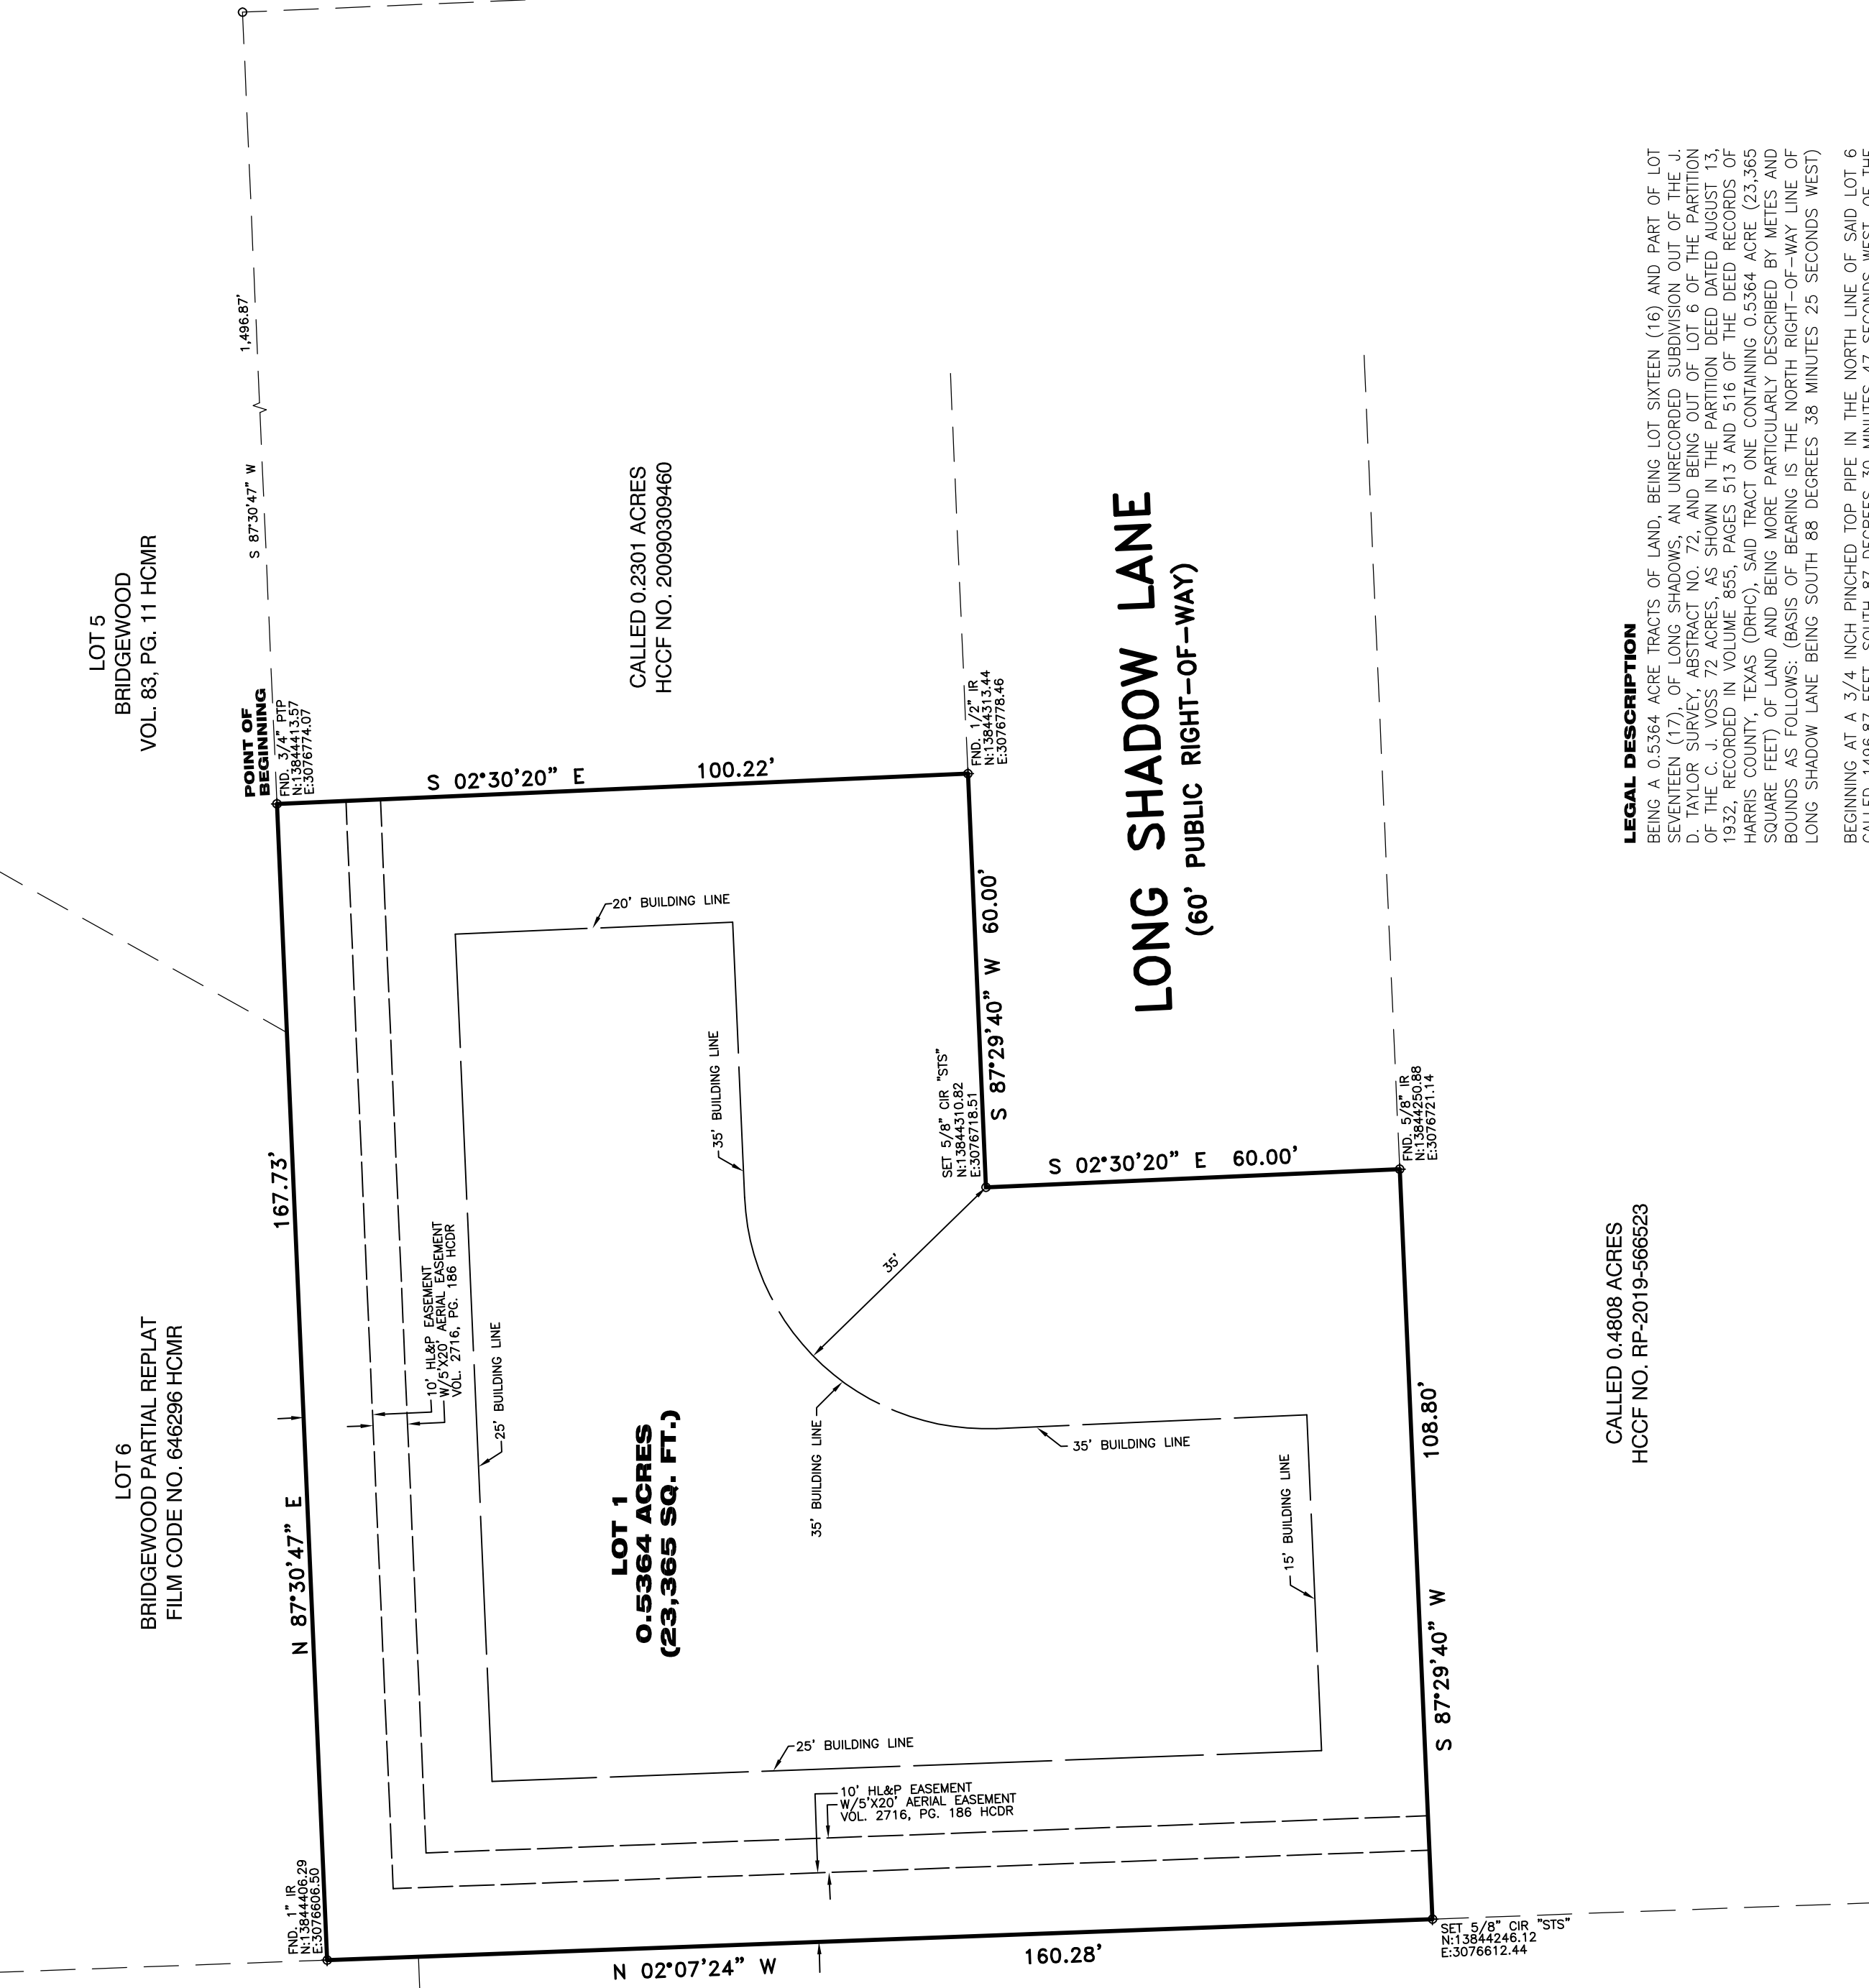 1,496.87'
S 87°30'47" W
LOT 5
BRIDGEWOOD
VOL. 83, PG. 11 HCMR
CALLED 0.2301 ACRES
HCCF NO. 20090309460
POINT OF
BEGINNING
FND. 3/4" PTP
N:13844413.57
E:3076774.07
S 02°30'20" E 100.22'
FND. 1/2" IR
N:13844313.44
E:3076778.46
LONG SHADOW LANE
(60' PUBLIC RIGHT-OF-WAY)
20' BUILDING LINE
S 87°29'40" W 60.00'
35' BUILDING LINE
SET 5/8" CIR "STS"
N:13844310.82
E:3076718.51
S 02°30'20" E 60.00'
FND. 5/8" IR
N:13844250.88
E:3076721.14
N 87°30'47" E 167.73'
LOT 6
BRIDGEWOOD PARTIAL REPLAT
FILM CODE NO. 646296 HCMR
10' HL&P EASEMENT
W/5'X20' AERIAL EASEMENT
VOL. 2716, PG. 186 HCDR
25' BUILDING LINE
35'
35' BUILDING LINE
35' BUILDING LINE
LOT 1
0.5364 ACRES
(23,365 SQ. FT.)
15' BUILDING LINE
S 87°29'40" W 108.80'
CALLED 0.4808 ACRES
HCCF NO. RP-2019-566523
25' BUILDING LINE
10' HL&P EASEMENT
W/5'X20' AERIAL EASEMENT
VOL. 2716, PG. 186 HCDR
FND. 1" IR
N:13844406.29
E:3076606.50
N 02°07'24" W 160.28'
SET 5/8" CIR "STS"
N:13844246.12
E:3076612.44
LEGAL DESCRIPTION
BEING A 0.5364 ACRE TRACTS OF LAND, BEING LOT SIXTEEN (16) AND PART OF LOT
SEVENTEEN (17), OF LONG SHADOWS, AN UNRECORDED SUBDIVISION OUT OF THE J.
D. TAYLOR SURVEY, ABSTRACT NO. 72, AND BEING OUT OF LOT 6 OF THE PARTITION
OF THE C. J. VOSS 72 ACRES, AS SHOWN IN THE PARTITION DEED DATED AUGUST 13,
1932, RECORDED IN VOLUME 855, PAGES 513 AND 516 OF THE DEED RECORDS OF
HARRIS COUNTY, TEXAS (DRHC), SAID TRACT ONE CONTAINING 0.5364 ACRE (23,365
SQUARE FEET) OF LAND AND BEING MORE PARTICULARLY DESCRIBED BY METES AND
BOUNDS AS FOLLOWS: (BASIS OF BEARING IS THE NORTH RIGHT-OF-WAY LINE OF
LONG SHADOW LANE BEING SOUTH 88 DEGREES 38 MINUTES 25 SECONDS WEST)
BEGINNING AT A 3/4 INCH PINCHED TOP PIPE IN THE NORTH LINE OF SAID LOT 6
CALLED 1496.87 FEET SOUTH 87 DEGREES 30 MINUTES 47 SECONDS WEST OF THE